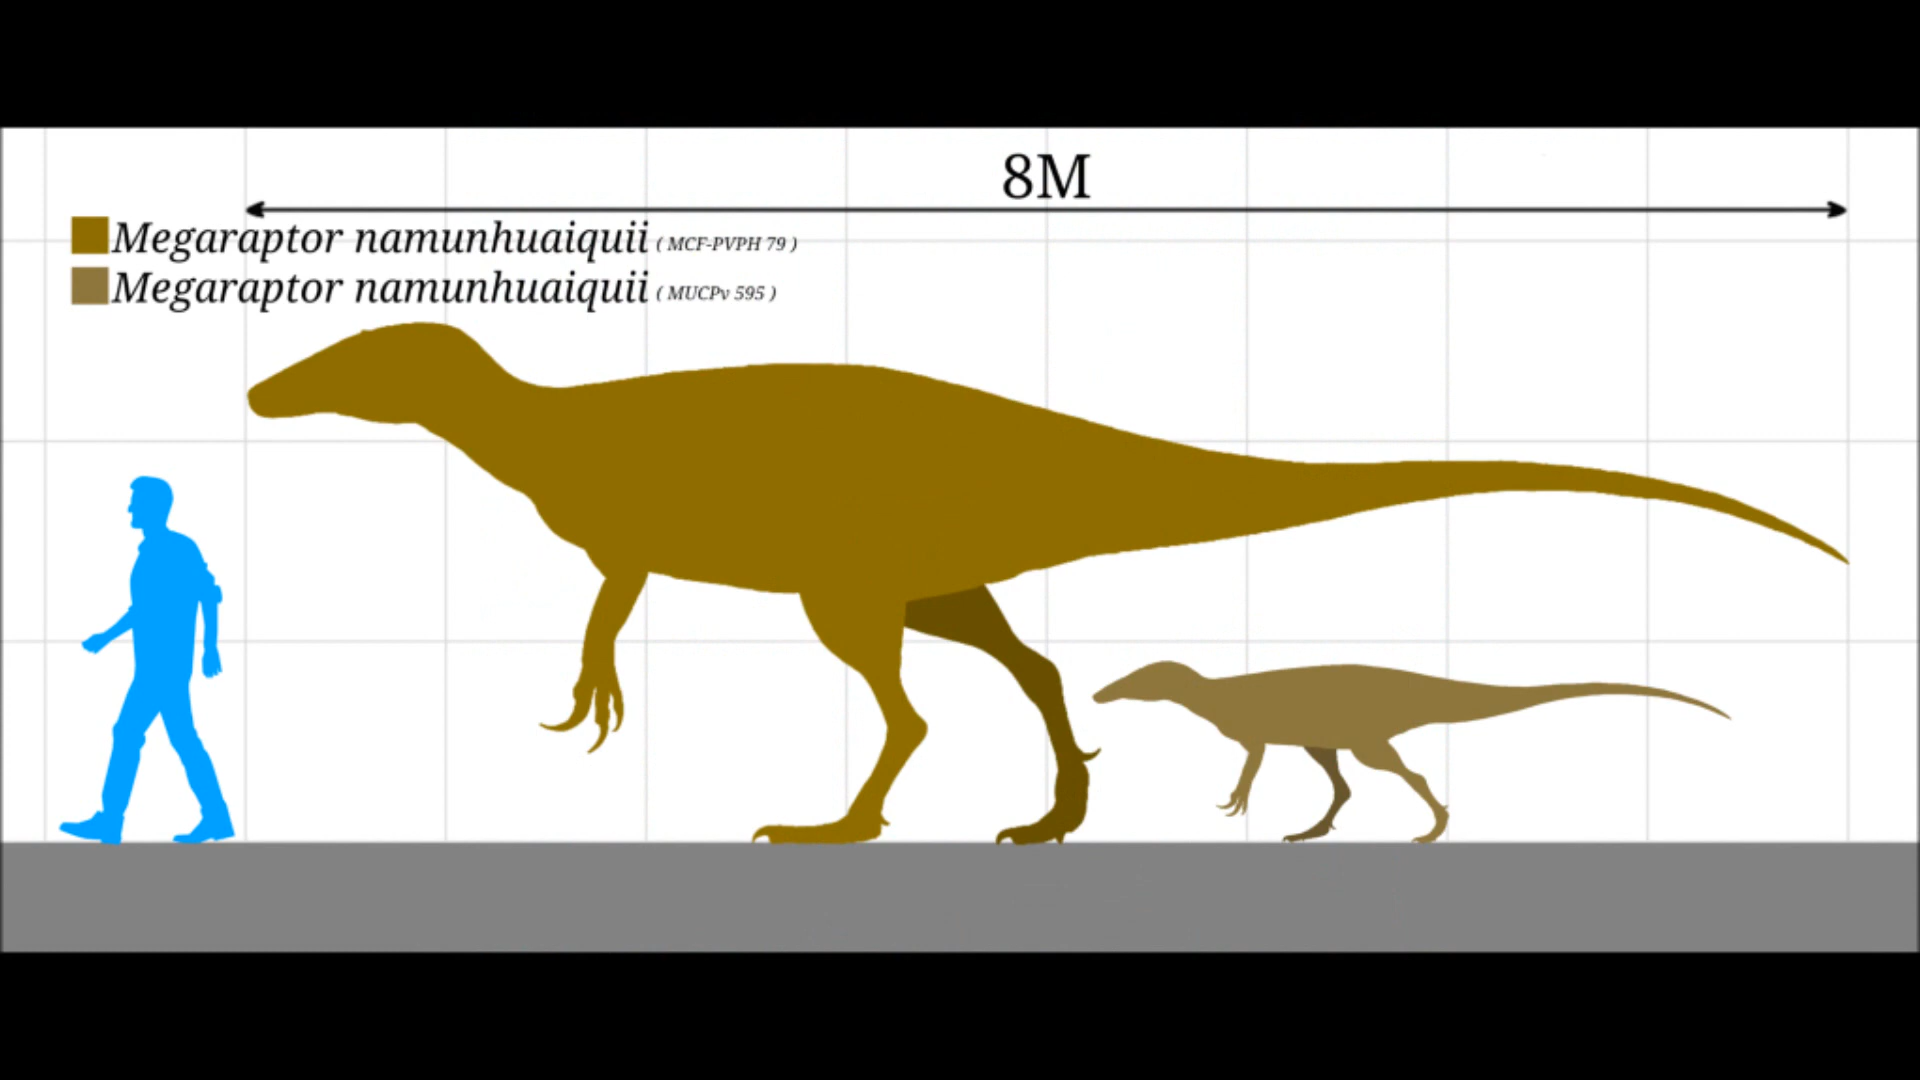 8M
Megaraptor namunhuaiquii ( MCF-PVPH 79 )
Megaraptor namunhuaiquii ( MUCPv 595 )